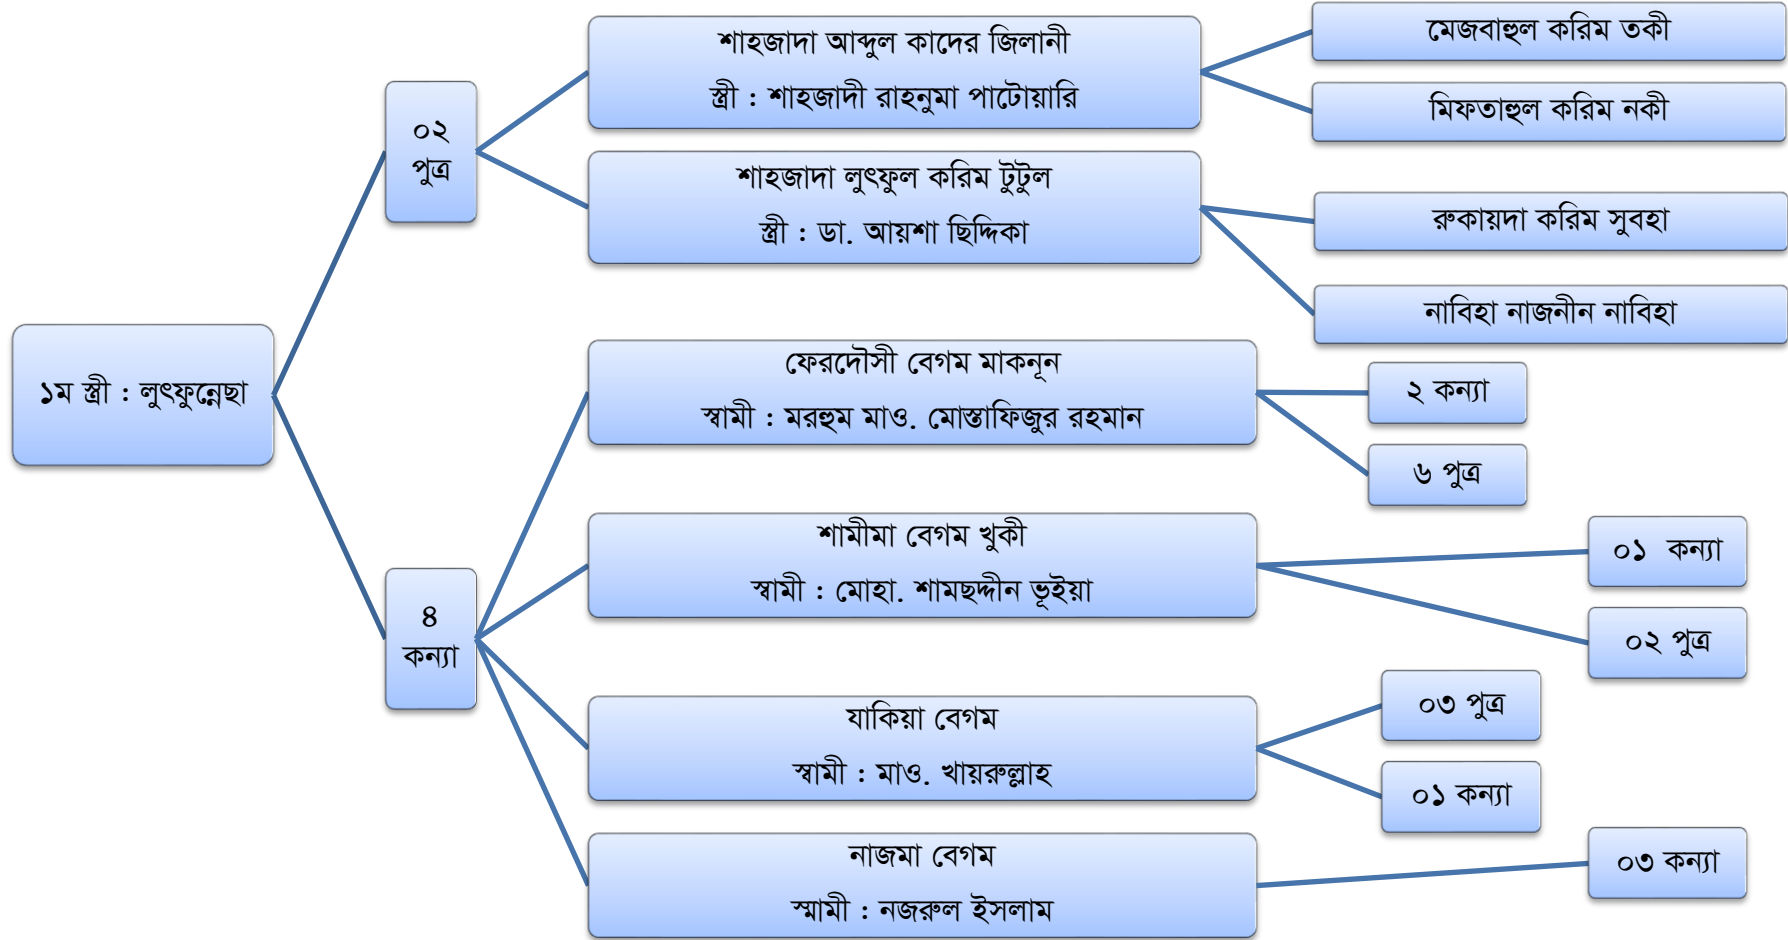 ১ম স্ত্রী : লুৎফুন্নেছা
০২
পুত্র
শাহজাদা আব্দুল কাদের জিলানী
স্ত্রী : শাহজাদী রাহনুমা পাটোয়ারি
মেজবাহুল করিম তকী
মিফতাহুল করিম নকী
শাহজাদা লুৎফুল করিম টুটুল
স্ত্রী : ডা. আয়শা ছিদ্দিকা
রুকায়দা করিম সুবহা
নাবিহা নাজনীন নাবিহা
৪
কন্যা
ফেরদৌসী বেগম মাকনূন
স্বামী : মরহুম মাও. মোস্তাফিজুর রহমান
২ কন্যা
৬ পুত্র
শামীমা বেগম খুকী
স্বামী : মোহা. শামছদ্দীন ভূইয়া
০১ কন্যা
০২ পুত্র
যাকিয়া বেগম
স্বামী : মাও. খায়রুল্লাহ
০৩ পুত্র
০১ কন্যা
নাজমা বেগম
স্মামী : নজরুল ইসলাম
০৩ কন্যা